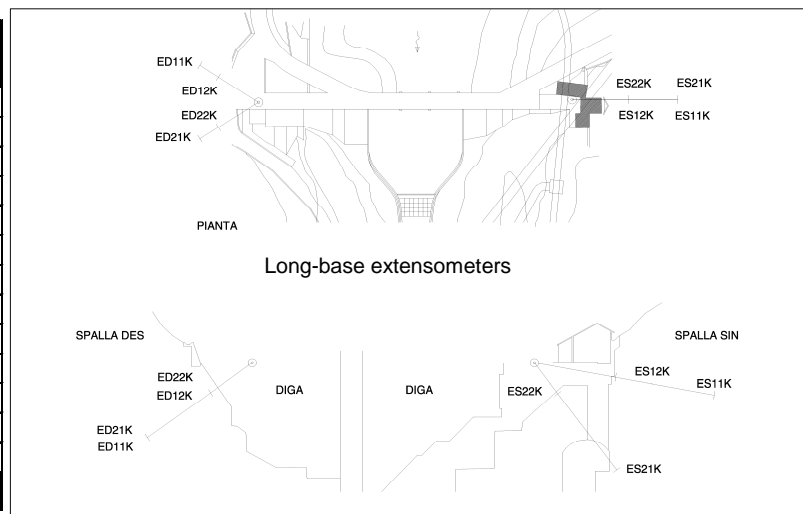 ED11K
ED12K
ED22K
ED21K
ES22K
ES21K
ES12K
ES11K
PIANTA
Long-base extensometers
SPALLA DES
SPALLA SIN
ED22K
ED12K
DIGA
DIGA
ES22K
ES12K
ES11K
ED21K
ED11K
ES21K